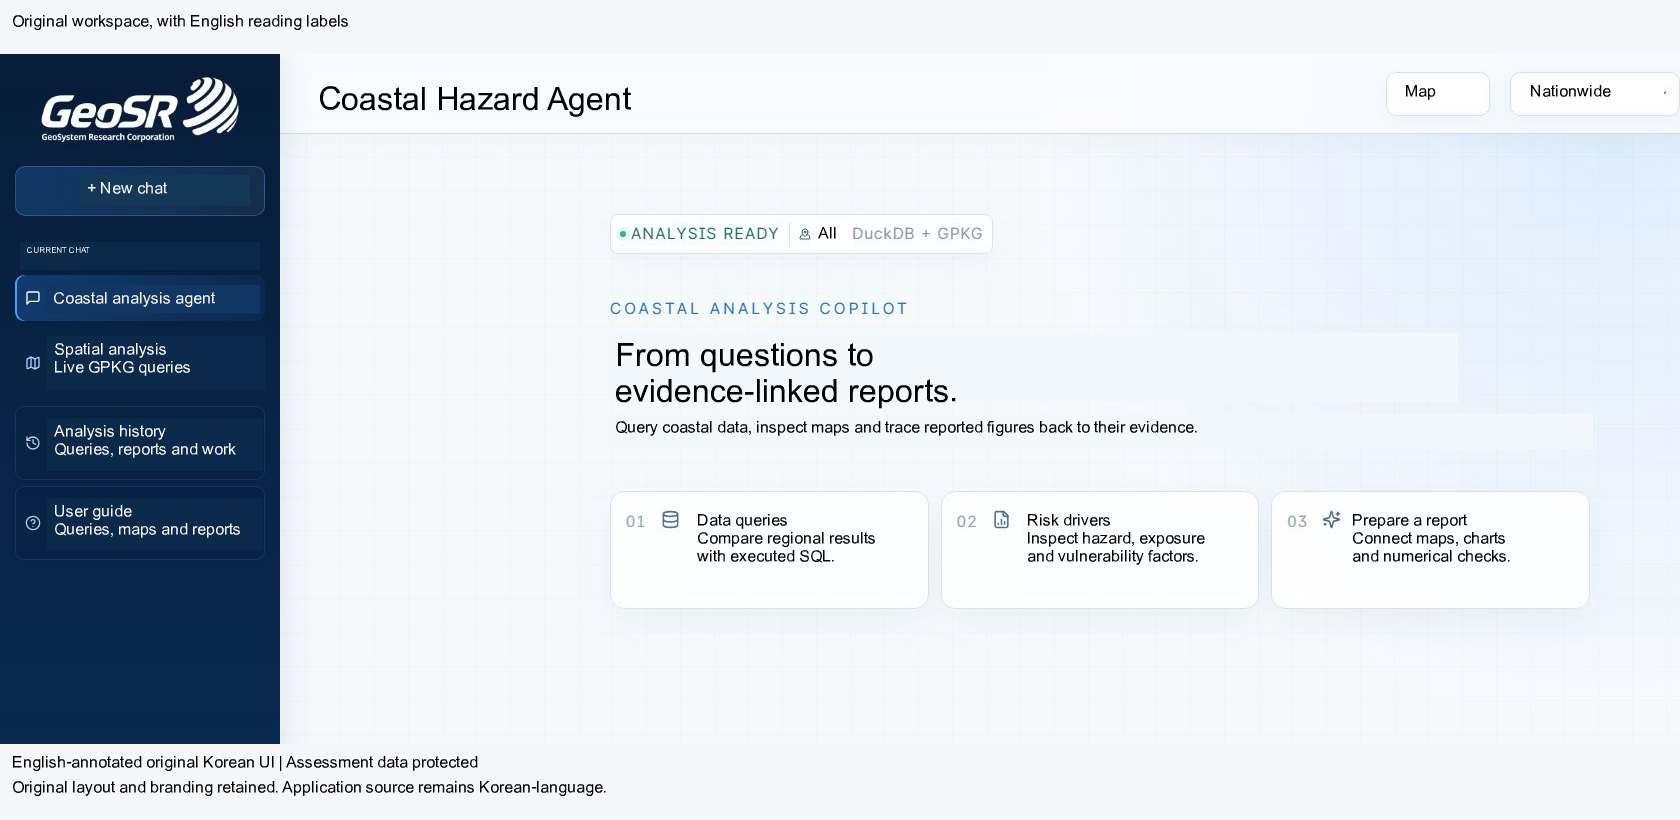 Original workspace, with English reading labels
GeoSR
GeoSystem Research Corporation
+ New chat
CURRENT CHAT
Coastal analysis agent
Spatial analysis
Live GPKG queries
Analysis history
Queries, reports and work
User guide
Queries, maps and reports
Coastal Hazard Agent
Map
Nationwide
ANALYSIS READY
All
DuckDB + GPKG
COASTAL ANALYSIS COPILOT
From questions to
evidence-linked reports.
Query coastal data, inspect maps and trace reported figures back to their evidence.
01
Data queries
Compare regional results
with executed SQL.
02
Risk drivers
Inspect hazard, exposure
and vulnerability factors.
03
Prepare a report
Connect maps, charts
and numerical checks.
English-annotated original Korean UI | Assessment data protected
Original layout and branding retained. Application source remains Korean-language.